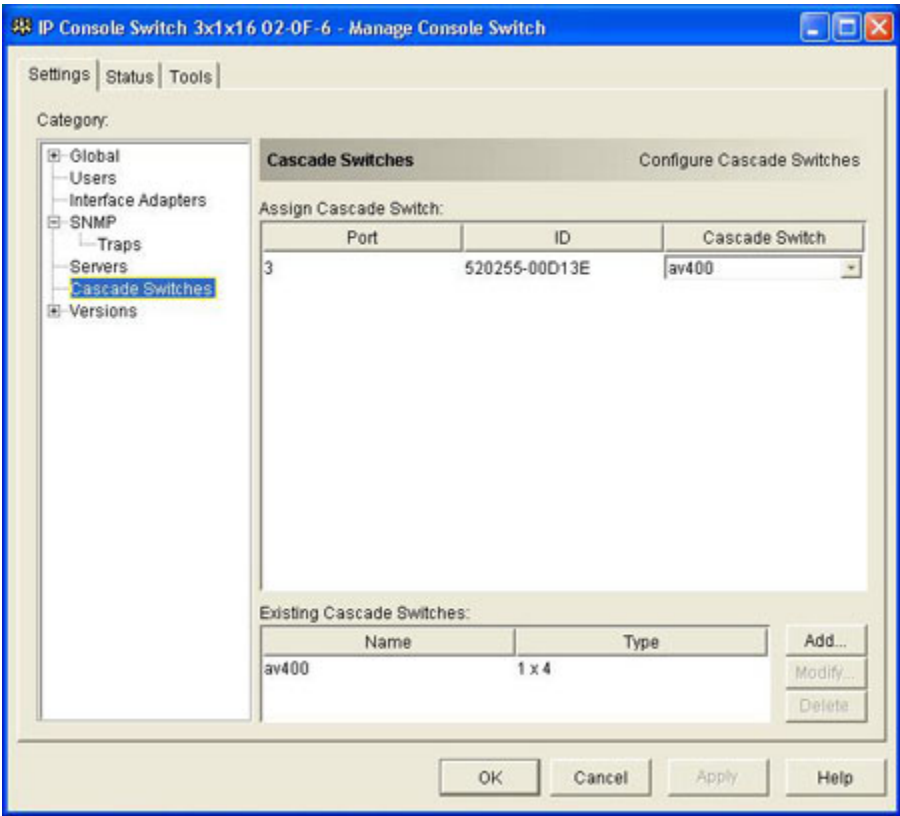 IP Console Switch 3x1x16 02-0F-6 - Manage Console Switch
Settings Status Tools
Category:
Global
Users
Interface Adapters
SNMP
Traps
Servers
Cascade Switches
Versions
Cascade Switches Configure Cascade Switches
Assign Cascade Switch:
Port ID Cascade Switch
3 520255-00D13E av400
Existing Cascade Switches:
Name Type
av400 1 x 4
Add...
Modify...
Delete
OK Cancel Apply Help